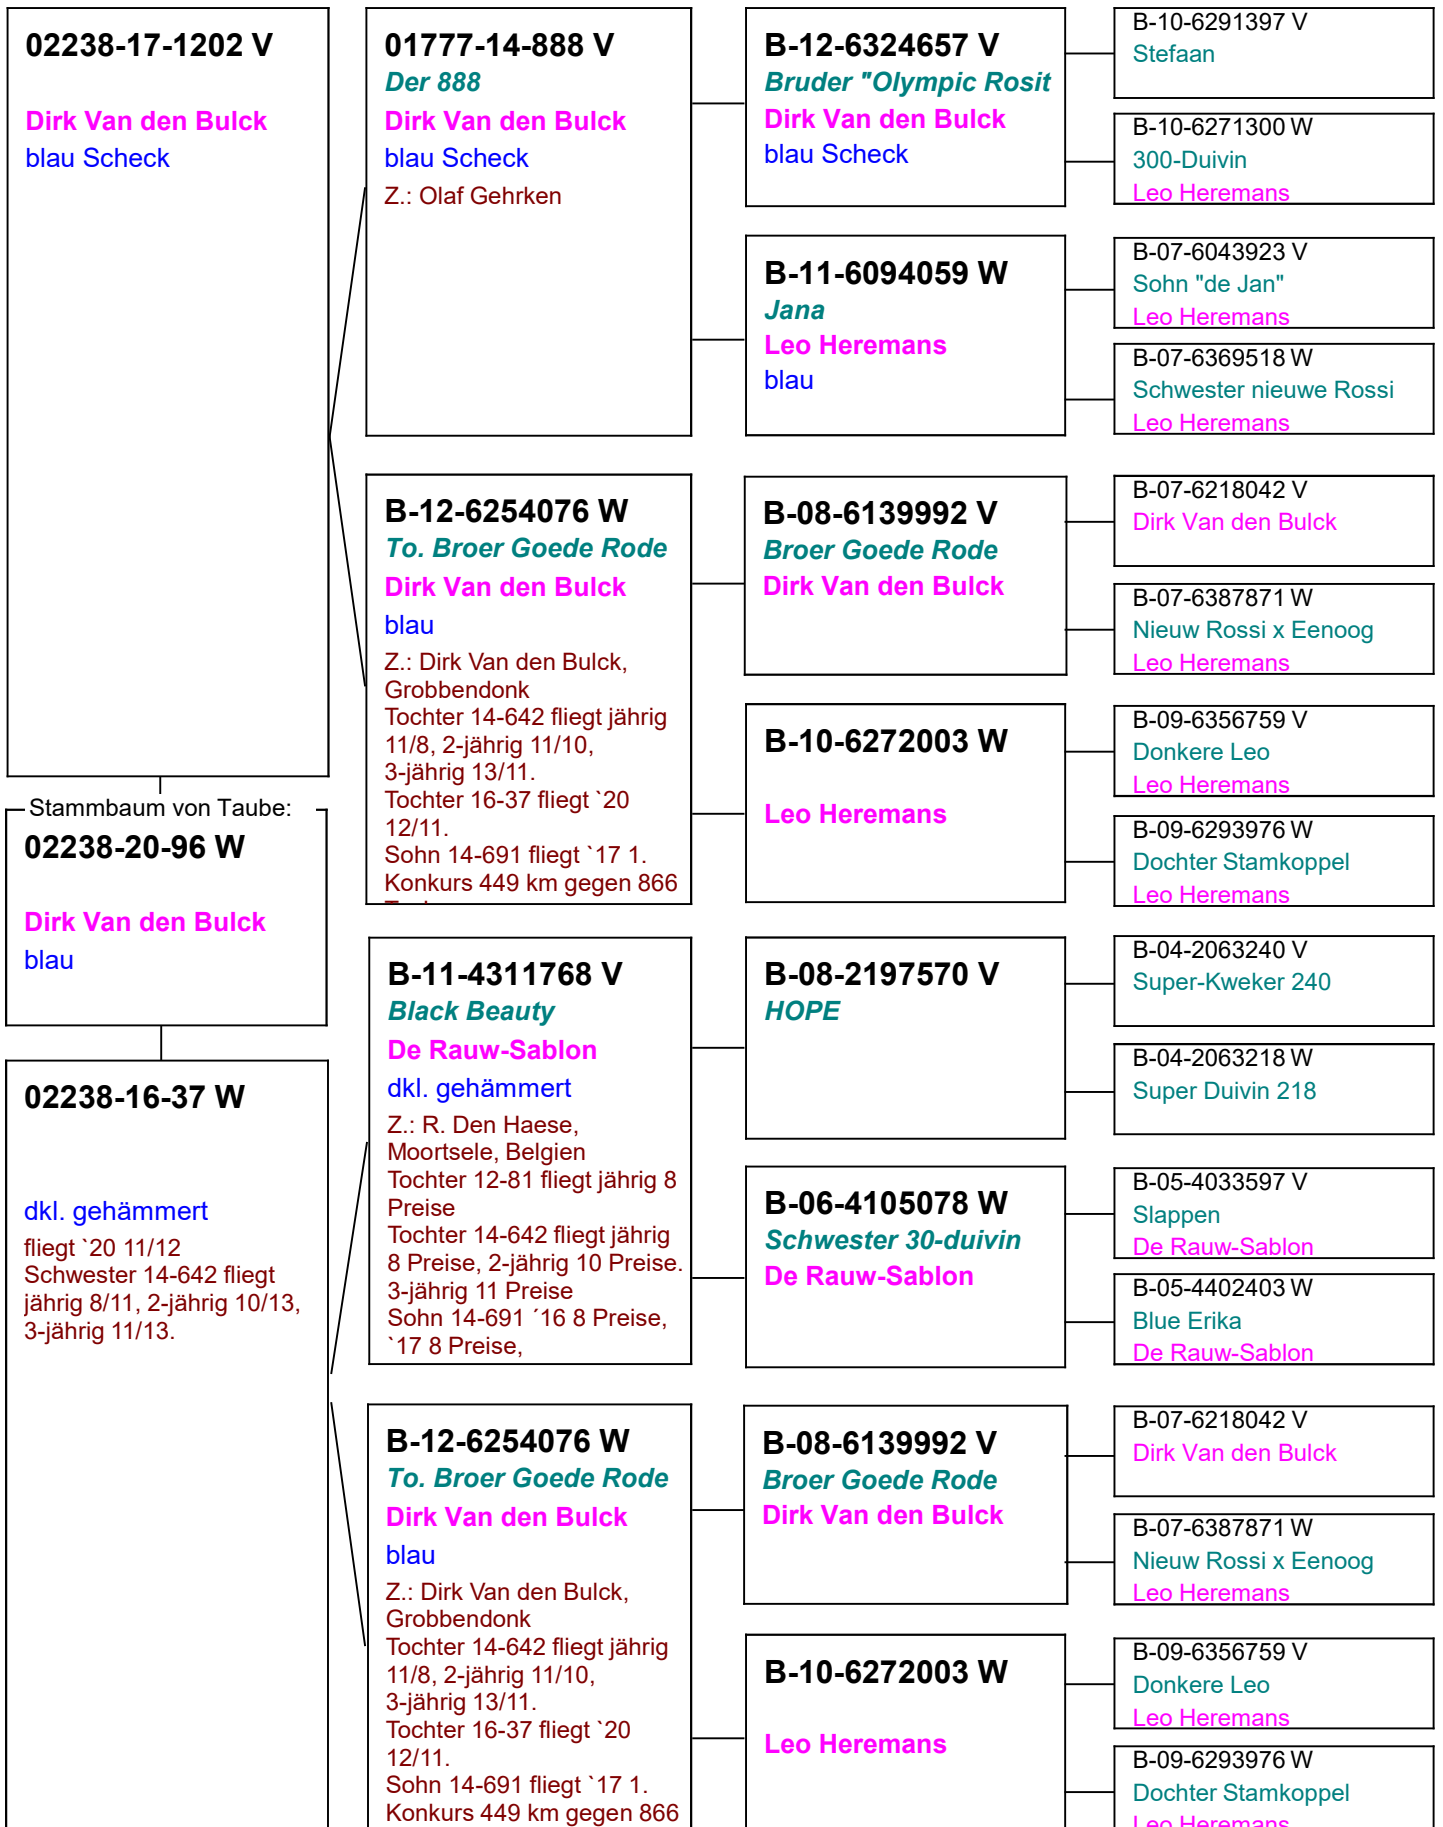 02238-17-1202 V
Dirk Van den Bulck
blau Scheck
Stammbaum von Taube:
02238-20-96 W
Dirk Van den Bulck
blau
02238-16-37 W
dkl. gehämmert
fliegt `20 11/12
Schwester 14-642 fliegt
jährig 8/11, 2-jährig 10/13,
3-jährig 11/13.
01777-14-888 V
Der 888
Dirk Van den Bulck
blau Scheck
Z.: Olaf Gehrken
B-12-6254076 W
To. Broer Goede Rode
Dirk Van den Bulck
blau
Z.: Dirk Van den Bulck,
Grobbendonk
Tochter 14-642 fliegt jährig
11/8, 2-jährig 11/10,
3-jährig 13/11.
Tochter 16-37 fliegt `20
12/11.
Sohn 14-691 fliegt `17 1.
Konkurs 449 km gegen 866
B-11-4311768 V
Black Beauty
De Rauw-Sablon
dkl. gehämmert
Z.: R. Den Haese,
Moortsele, Belgien
Tochter 12-81 fliegt jährig 8
Preise
Tochter 14-642 fliegt jährig
8 Preise, 2-jährig 10 Preise.
3-jährig 11 Preise
Sohn 14-691 ´16 8 Preise,
`17 8 Preise,
B-12-6254076 W
To. Broer Goede Rode
Dirk Van den Bulck
blau
Z.: Dirk Van den Bulck,
Grobbendonk
Tochter 14-642 fliegt jährig
11/8, 2-jährig 11/10,
3-jährig 13/11.
Tochter 16-37 fliegt `20
12/11.
Sohn 14-691 fliegt `17 1.
Konkurs 449 km gegen 866
B-12-6324657 V
Bruder "Olympic Rosit
Dirk Van den Bulck
blau Scheck
B-11-6094059 W
Jana
Leo Heremans
blau
B-08-6139992 V
Broer Goede Rode
Dirk Van den Bulck
B-10-6272003 W
Leo Heremans
B-08-2197570 V
HOPE
B-06-4105078 W
Schwester 30-duivin
De Rauw-Sablon
B-08-6139992 V
Broer Goede Rode
Dirk Van den Bulck
B-10-6272003 W
Leo Heremans
B-10-6291397 V
Stefaan
B-10-6271300 W
300-Duivin
Leo Heremans
B-07-6043923 V
Sohn "de Jan"
Leo Heremans
B-07-6369518 W
Schwester nieuwe Rossi
Leo Heremans
B-07-6218042 V
Dirk Van den Bulck
B-07-6387871 W
Nieuw Rossi x Eenoog
Leo Heremans
B-09-6356759 V
Donkere Leo
Leo Heremans
B-09-6293976 W
Dochter Stamkoppel
Leo Heremans
B-04-2063240 V
Super-Kweker 240
B-04-2063218 W
Super Duivin 218
B-05-4033597 V
Slappen
De Rauw-Sablon
B-05-4402403 W
Blue Erika
De Rauw-Sablon
B-07-6218042 V
Dirk Van den Bulck
B-07-6387871 W
Nieuw Rossi x Eenoog
Leo Heremans
B-09-6356759 V
Donkere Leo
Leo Heremans
B-09-6293976 W
Dochter Stamkoppel
Leo Heremans